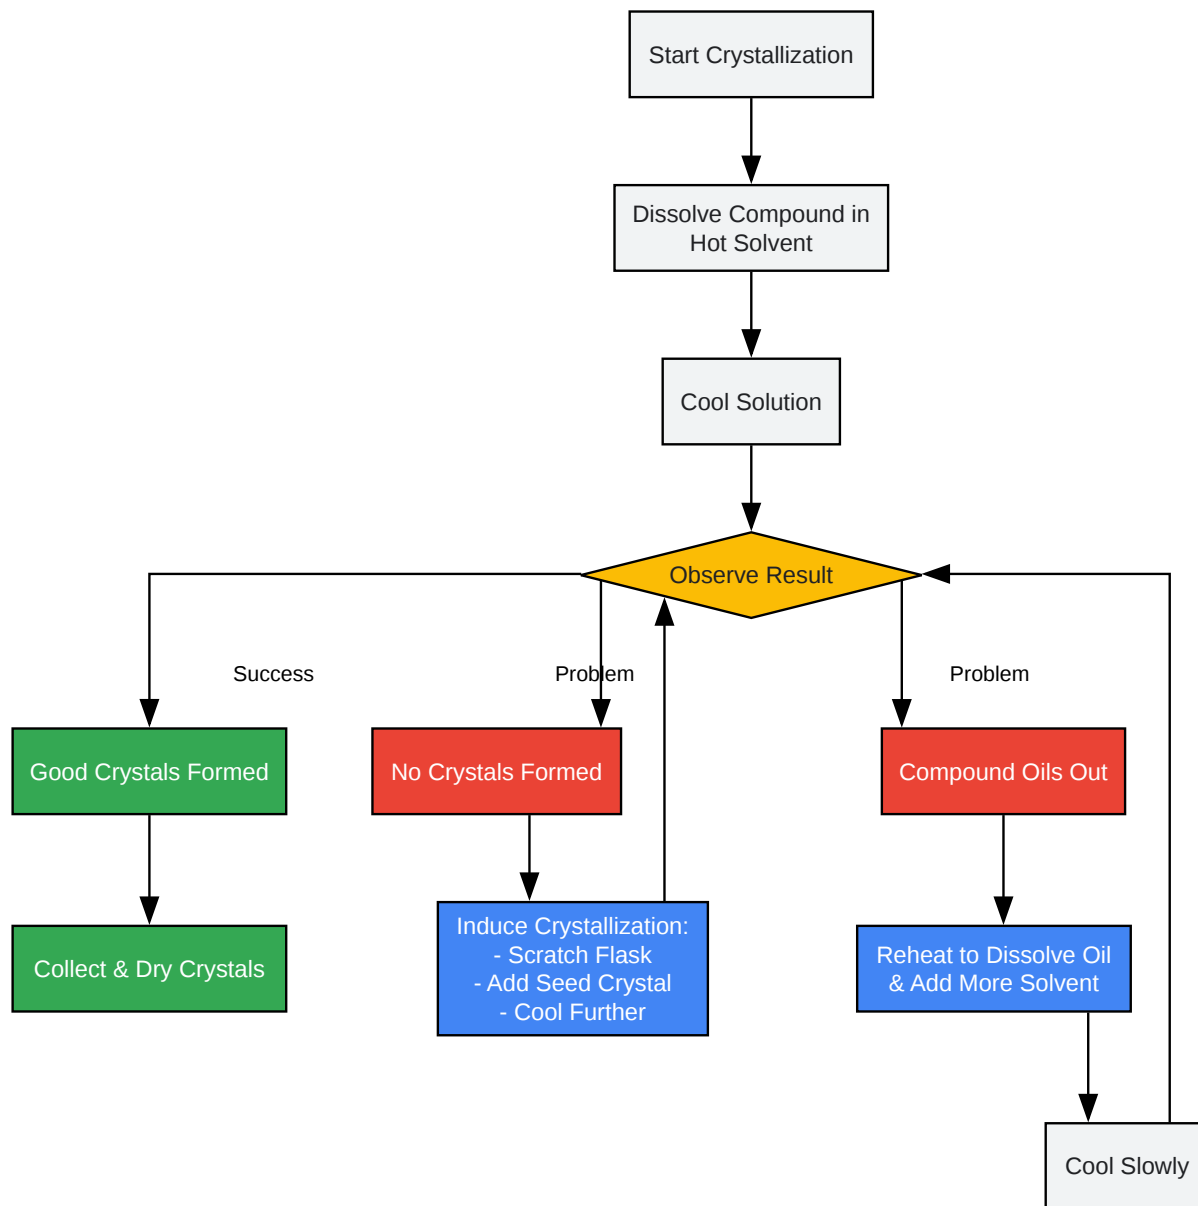 Start Crystallization
Dissolve Compound in
Hot Solvent
Cool Solution
Observe Result
Success
Problem
Problem
Good Crystals Formed
No Crystals Formed
Compound Oils Out
Collect & Dry Crystals
Induce Crystallization:
- Scratch Flask
- Add Seed Crystal
- Cool Further
Reheat to Dissolve Oil
& Add More Solvent
Cool Slowly